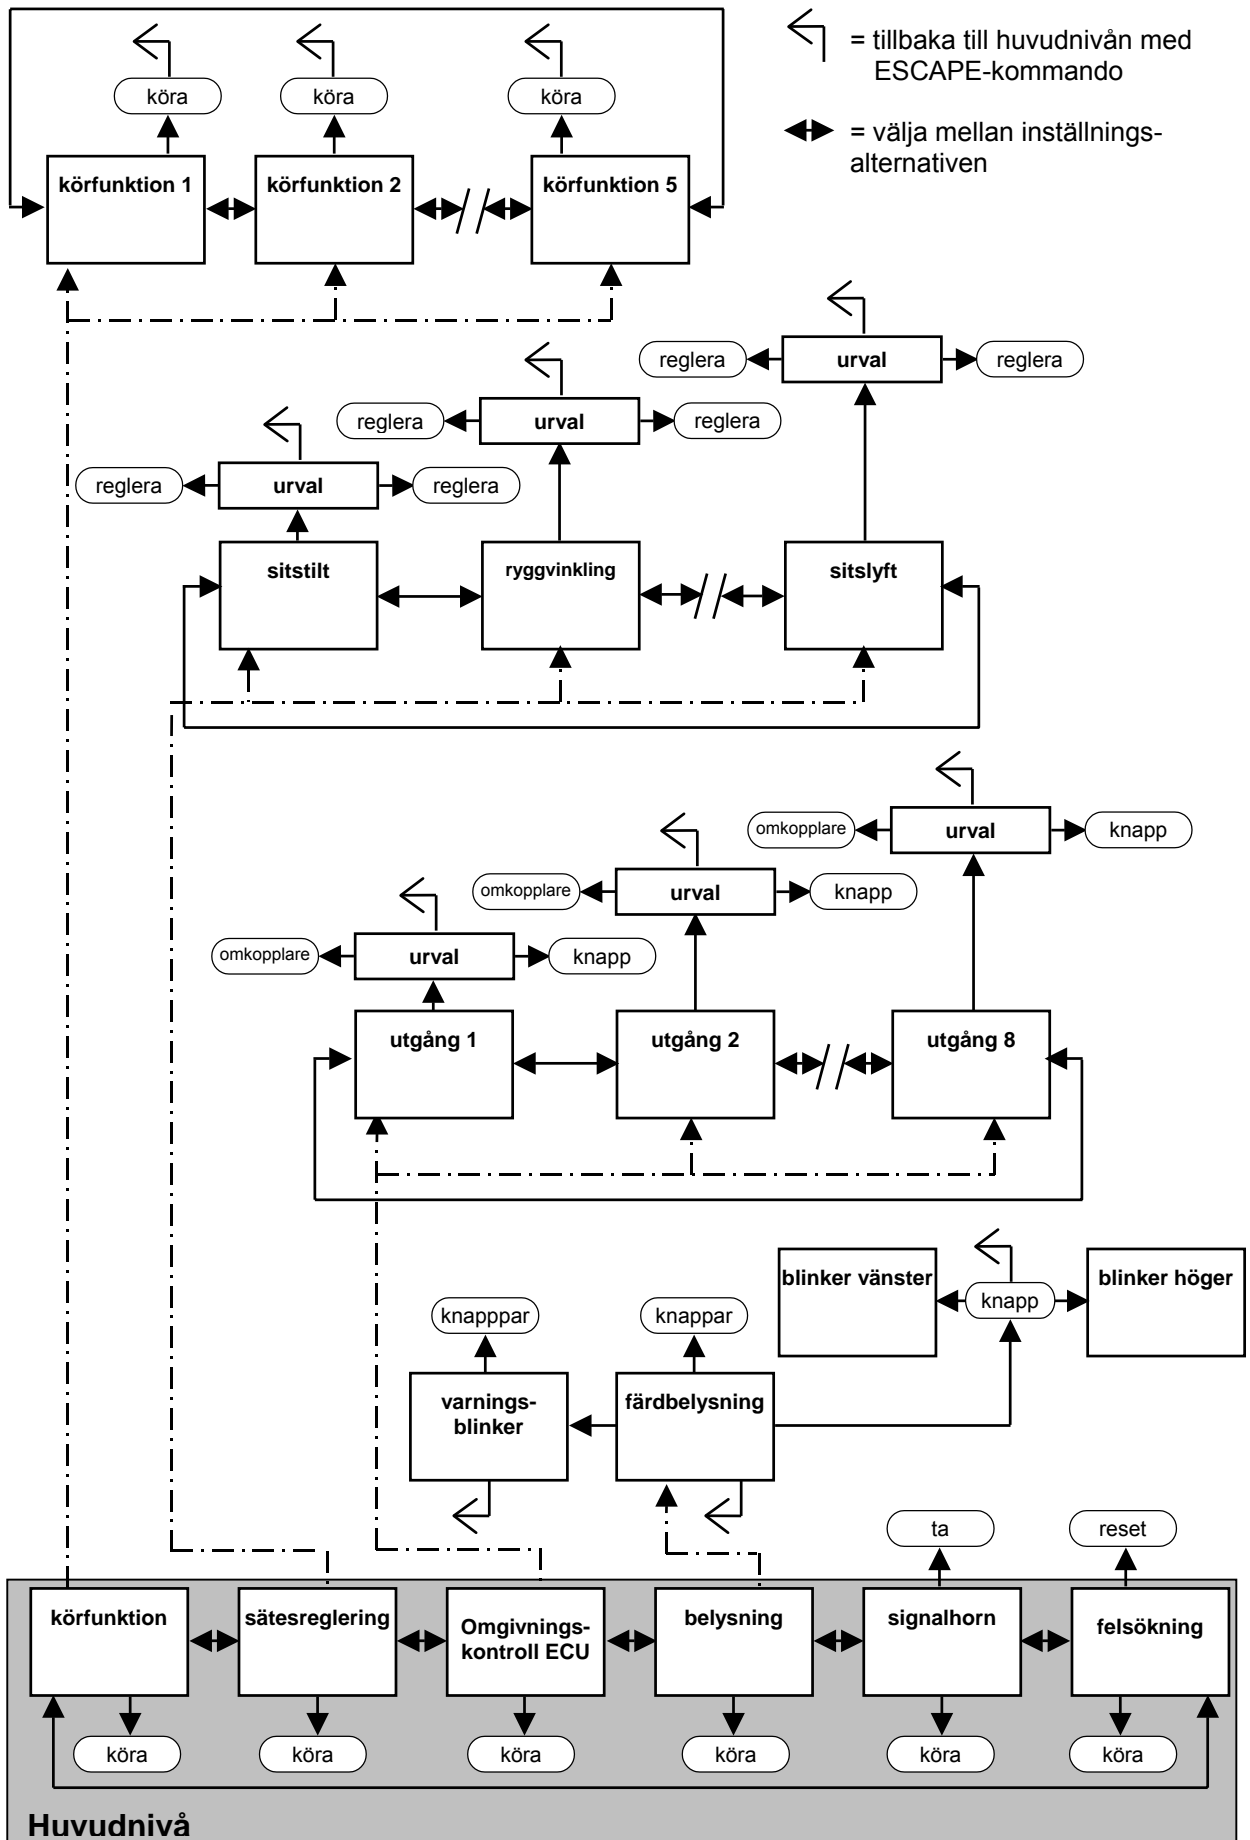 = tillbaka till huvudnivån med
ESCAPE-kommando
= välja mellan inställnings-
alternativen
köra
köra
köra
körfunktion 1
körfunktion 2
körfunktion 5
reglera
urval
reglera
reglera
urval
reglera
reglera
urval
reglera
sitstilt
ryggvinkling
sitslyft
omkopplare
urval
knapp
omkopplare
urval
knapp
omkopplare
urval
knapp
utgång 1
utgång 2
utgång 8
blinker vänster
knapp
blinker höger
knapppar
knappar
varnings-
blinker
färdbelysning
ta
reset
körfunktion
sätesreglering
Omgivnings-
kontroll ECU
belysning
signalhorn
felsökning
köra
köra
köra
köra
köra
köra
Huvudnivå